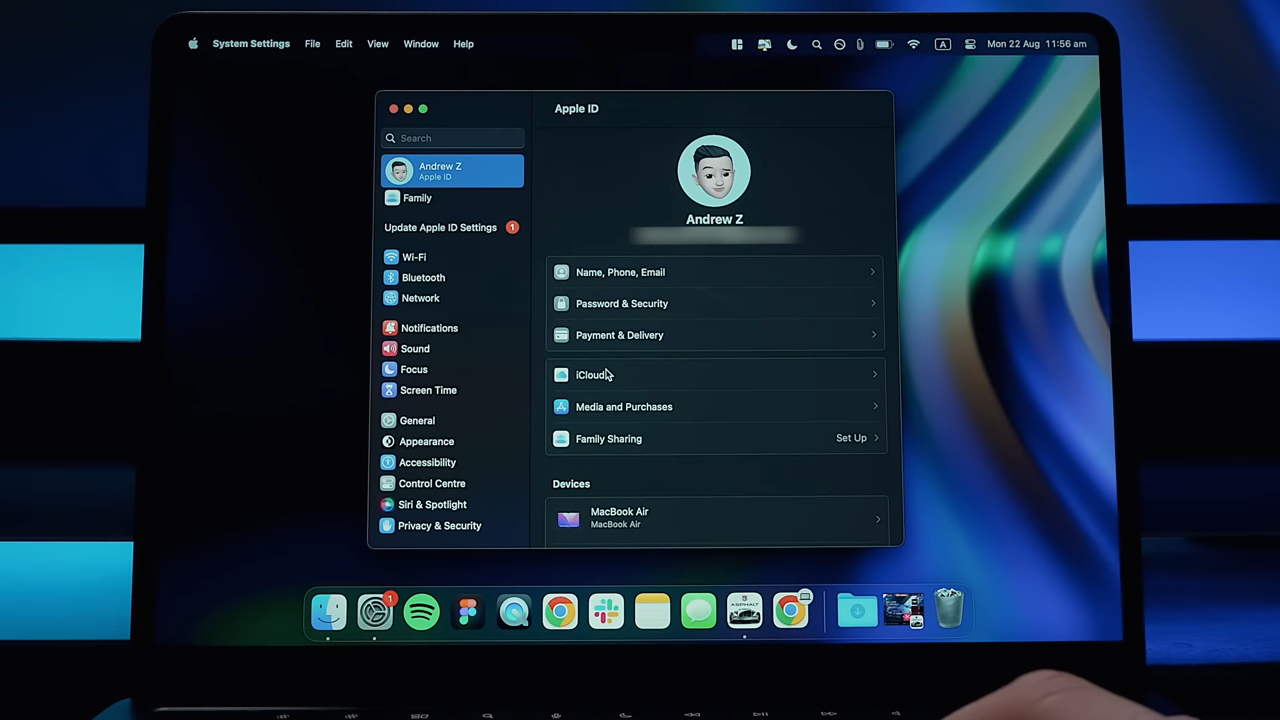 System Settings File Edit View Window Help A Mon 22 Aug 11:56 am
Apple ID
Search
Andrew Z
Apple ID
Family
Update Apple ID Settings 1
Wi-Fi
Bluetooth
Network
Notifications
Sound
Focus
Screen Time
General
Appearance
Accessibility
Control Centre
Siri & Spotlight
Privacy & Security
Andrew Z
Name, Phone, Email
Password & Security
Payment & Delivery
iCloud
Media and Purchases
Family Sharing Set Up
Devices
MacBook Air
MacBook Air
1
ASPHALT